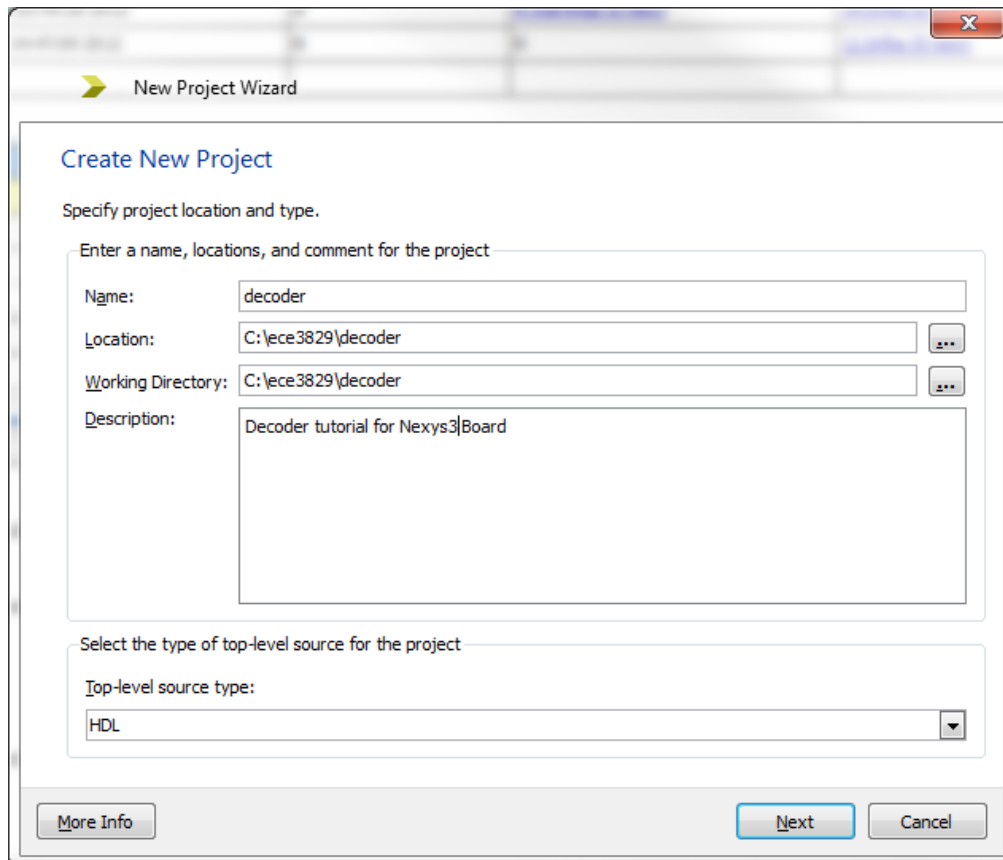 New Project Wizard
Create New Project
Specify project location and type.
Enter a name, locations, and comment for the project
Name:
decoder
Location:
C:\ece3829\decoder
...
Working Directory:
C:\ece3829\decoder
...
Description:
Decoder tutorial for Nexys3 Board
Select the type of top-level source for the project
Top-level source type:
HDL
More Info
Next
Cancel